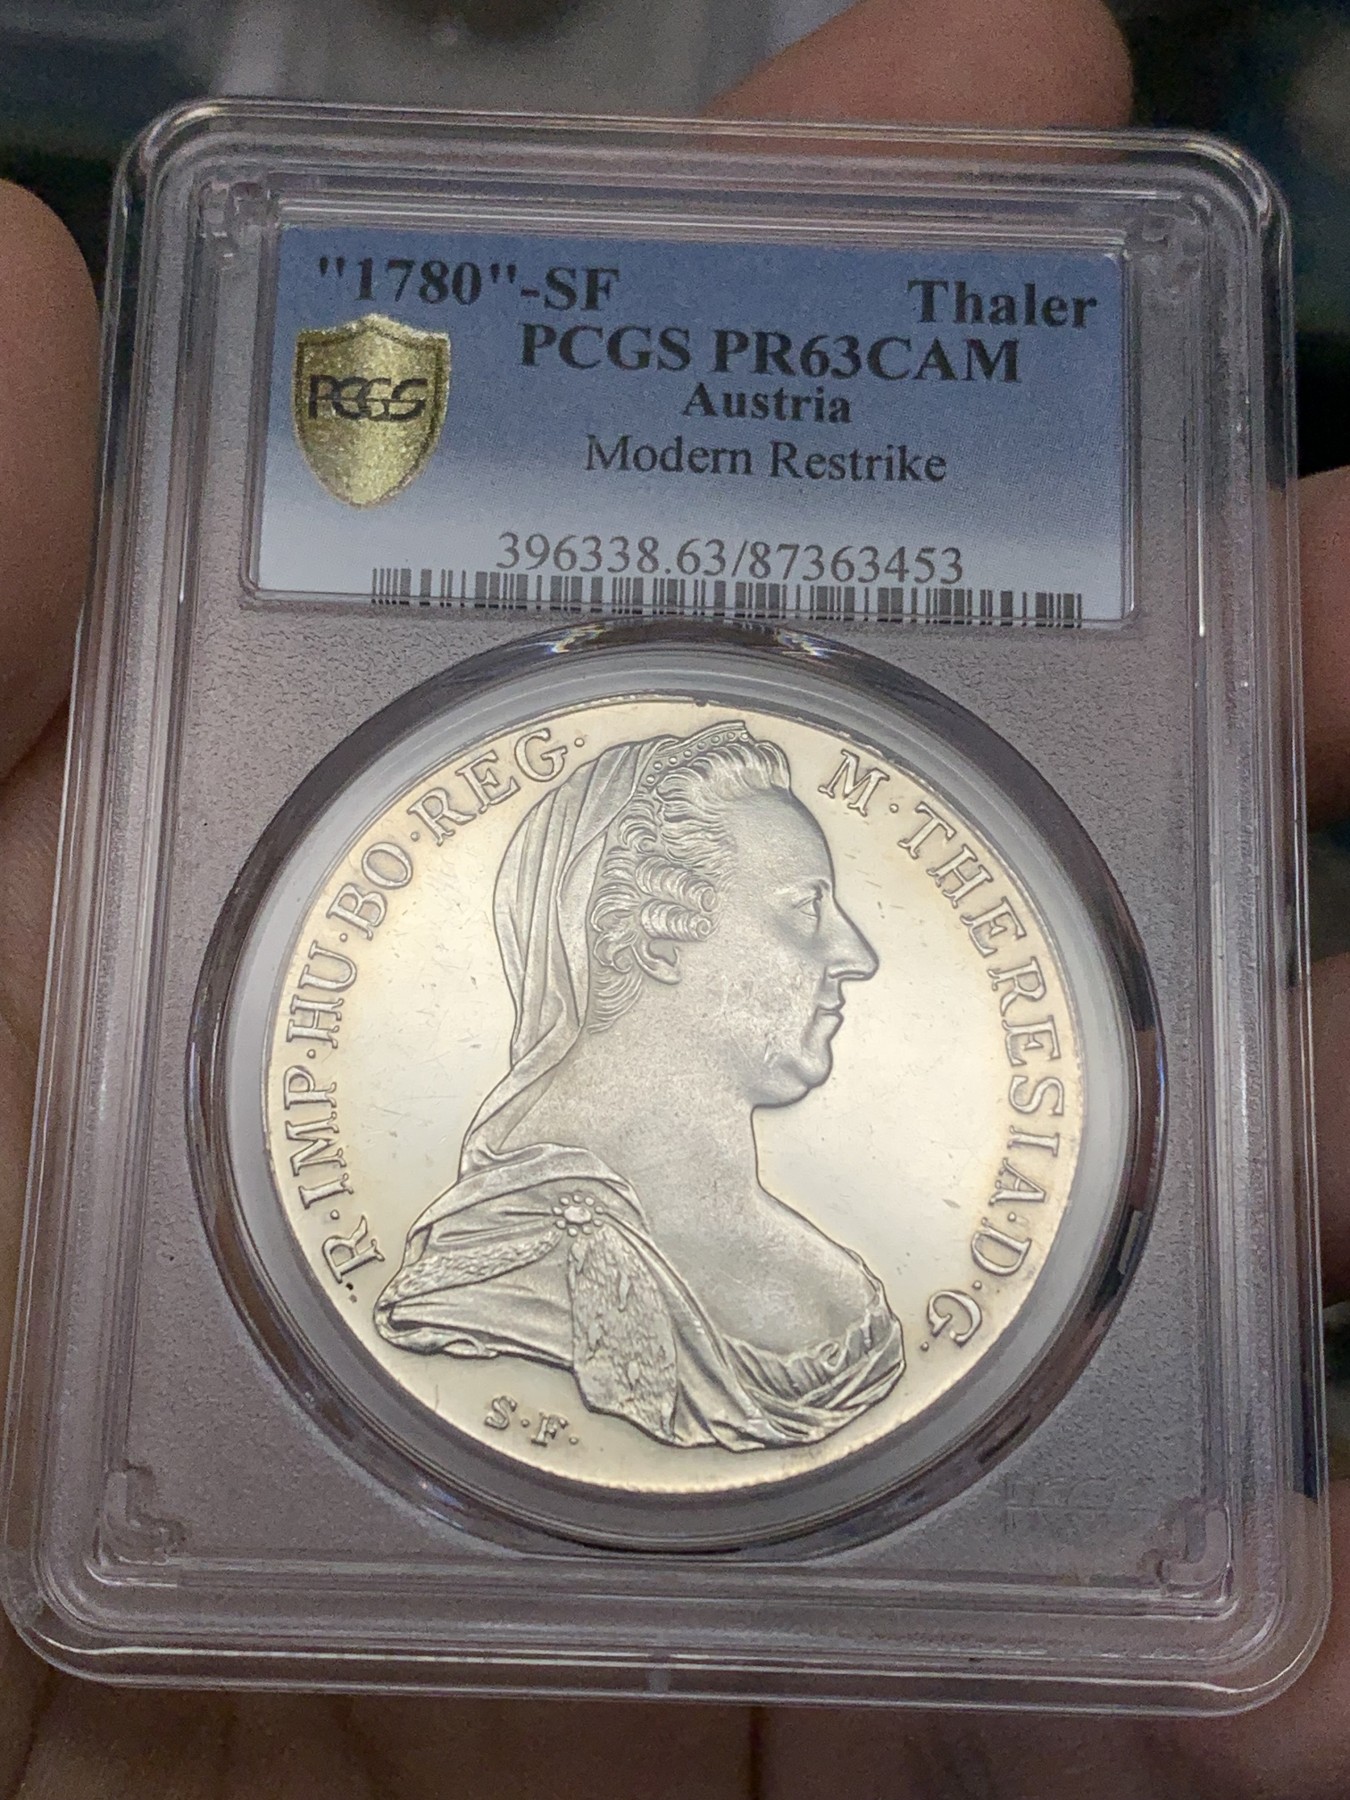 "1780"-SF Thaler
PCGS PCGS PR63CAM
Austria
Modern Restrike
396338.63/87363453
R·IMP·HU·BO·REG·
M·THERESIA·D·G·
S·F·